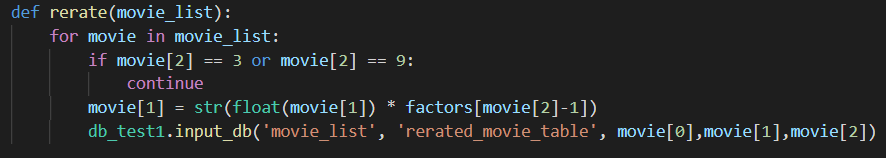 def rerate(movie_list):
    for movie in movie_list:
        if movie[2] == 3 or movie[2] == 9:
            continue
        movie[1] = str(float(movie[1]) * factors[movie[2]-1])
        db_test1.input_db('movie_list', 'rerated_movie_table', movie[0],movie[1],movie[2])